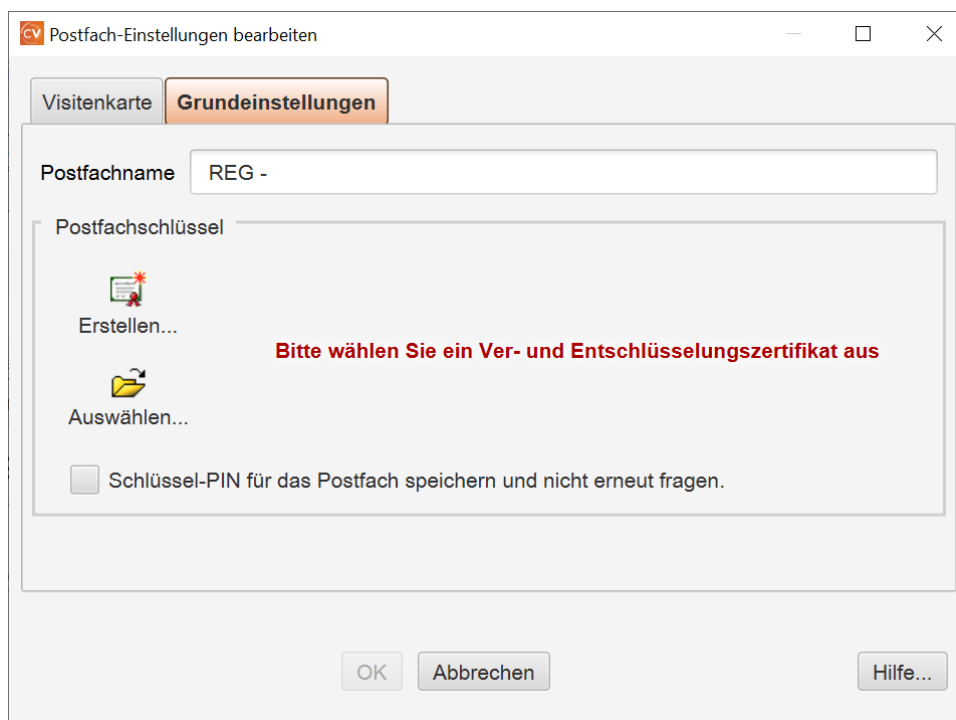 CV Postfach-Einstellungen bearbeiten
Visitenkarte Grundeinstellungen
Postfachname REG -
Postfachschlüssel
Erstellen...
Bitte wählen Sie ein Ver- und Entschlüsselungszertifikat aus
Auswählen...
Schlüssel-PIN für das Postfach speichern und nicht erneut fragen.
OK Abbrechen Hilfe...